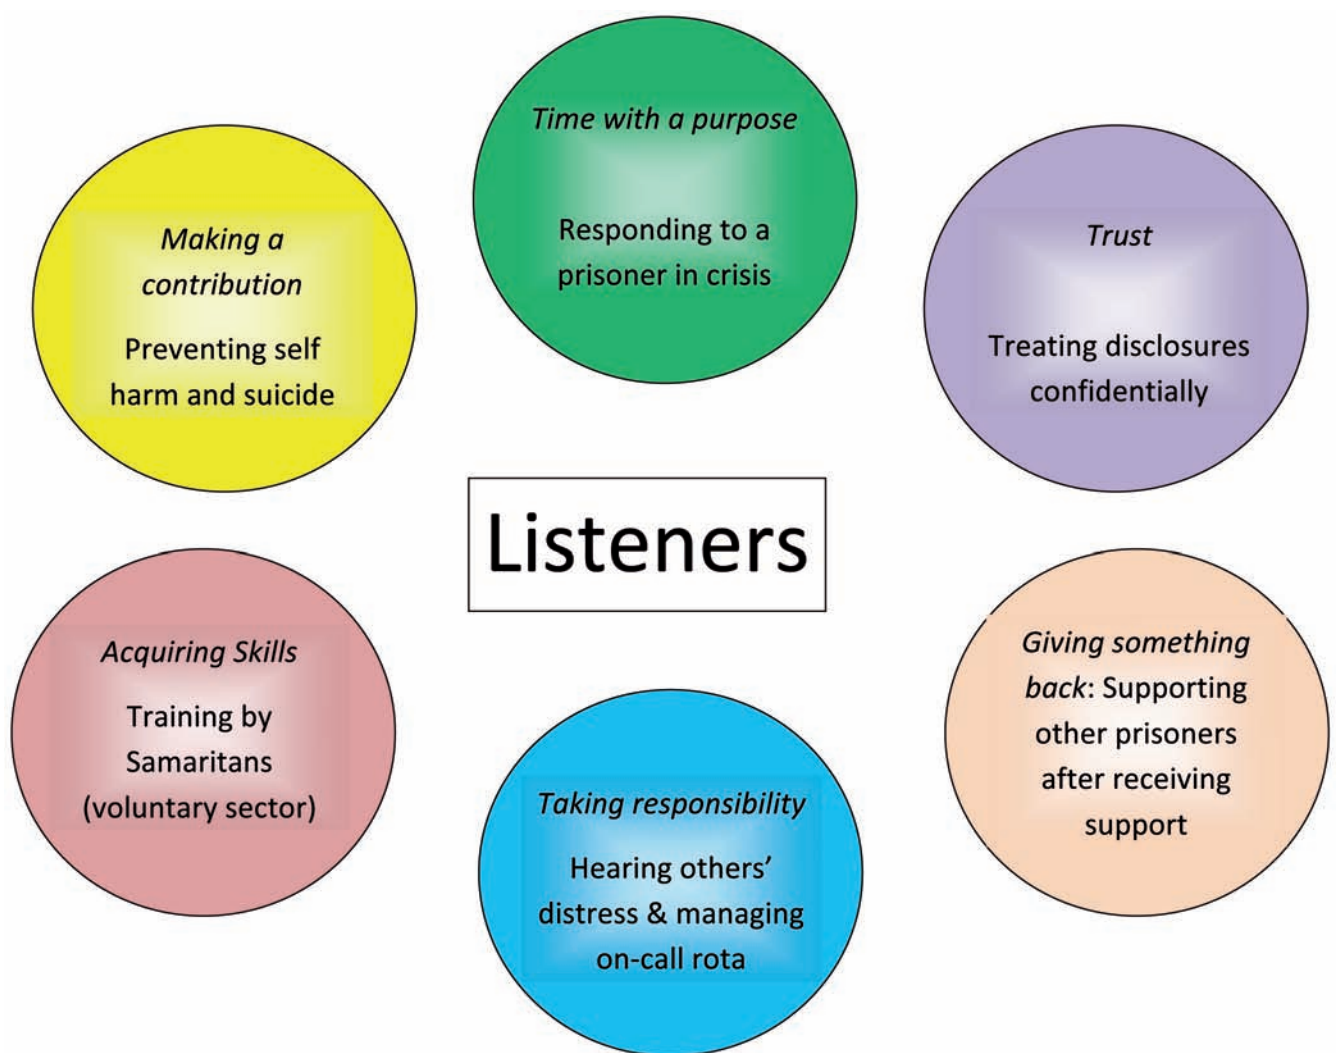 Time with a purpose
Responding to a
prisoner in crisis
Making a
contribution
Preventing self
harm and suicide
Trust
Treating disclosures
confidentially
Listeners
Acquiring Skills
Training by
Samaritans
(voluntary sector)
Giving something
back: Supporting
other prisoners
after receiving
support
Taking responsibility
Hearing others’
distress & managing
on-call rota